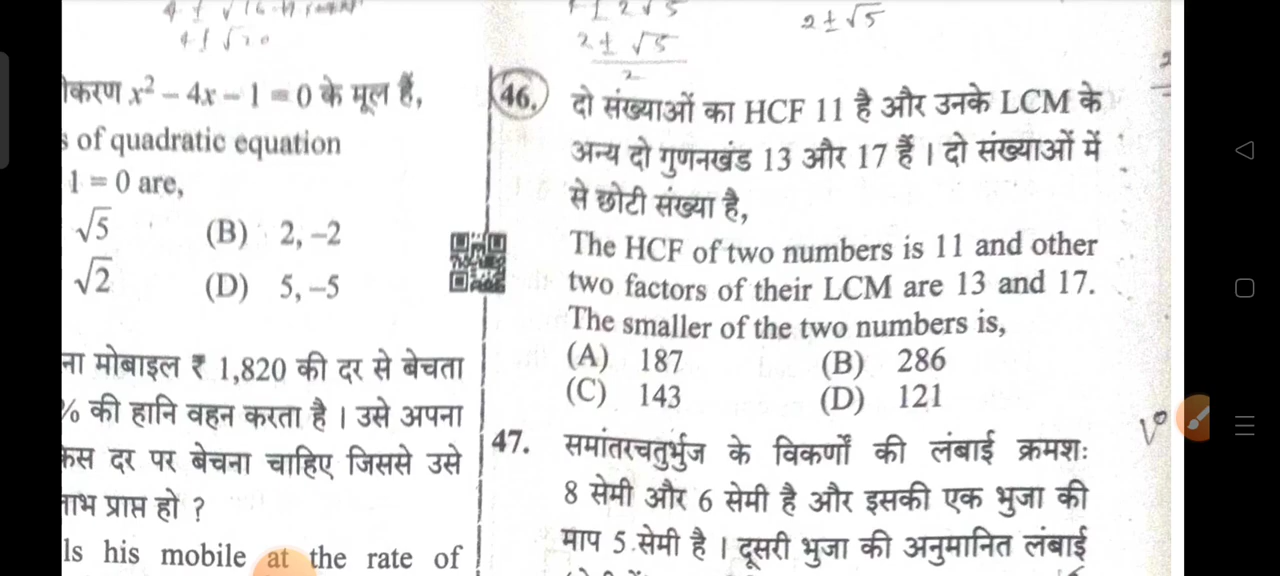 2 ± √5
2 ± √5
2
िकरण x² – 4x – 1 = 0 के मूल हैं,
s of quadratic equation
1 = 0 are,
√5 (B) 2, –2
√2 (D) 5, –5
ना मोबाइल ₹ 1,820 की दर से बेचता
% की हानि वहन करता है । उसे अपना
केस दर पर बेचना चाहिए जिससे उसे
नाभ प्राप्त हो ?
ls his mobile at the rate of
46. दो संख्याओं का HCF 11 है और उनके LCM के
अन्य दो गुणनखंड 13 और 17 हैं । दो संख्याओं में
से छोटी संख्या है,
The HCF of two numbers is 11 and other
two factors of their LCM are 13 and 17.
The smaller of the two numbers is,
(A) 187 (B) 286
(C) 143 (D) 121
47. समांतरचतुर्भुज के विकर्णों की लंबाई क्रमशः
8 सेमी और 6 सेमी है और इसकी एक भुजा की
माप 5 सेमी है । दूसरी भुजा की अनुमानित लंबाई